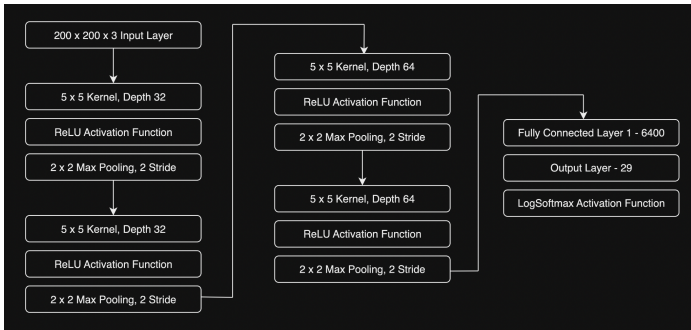 200 x 200 x 3 Input Layer
5 x 5 Kernel, Depth 32
ReLU Activation Function
2 x 2 Max Pooling, 2 Stride
5 x 5 Kernel, Depth 32
ReLU Activation Function
2 x 2 Max Pooling, 2 Stride
5 x 5 Kernel, Depth 64
ReLU Activation Function
2 x 2 Max Pooling, 2 Stride
5 x 5 Kernel, Depth 64
ReLU Activation Function
2 x 2 Max Pooling, 2 Stride
Fully Connected Layer 1 - 6400
Output Layer - 29
LogSoftmax Activation Function